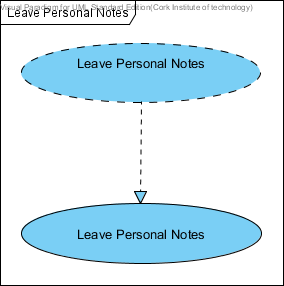 Visual Paradigm for UML Standard Edition(Cork Institute of technology)
Leave Personal Notes
Leave Personal Notes
Leave Personal Notes